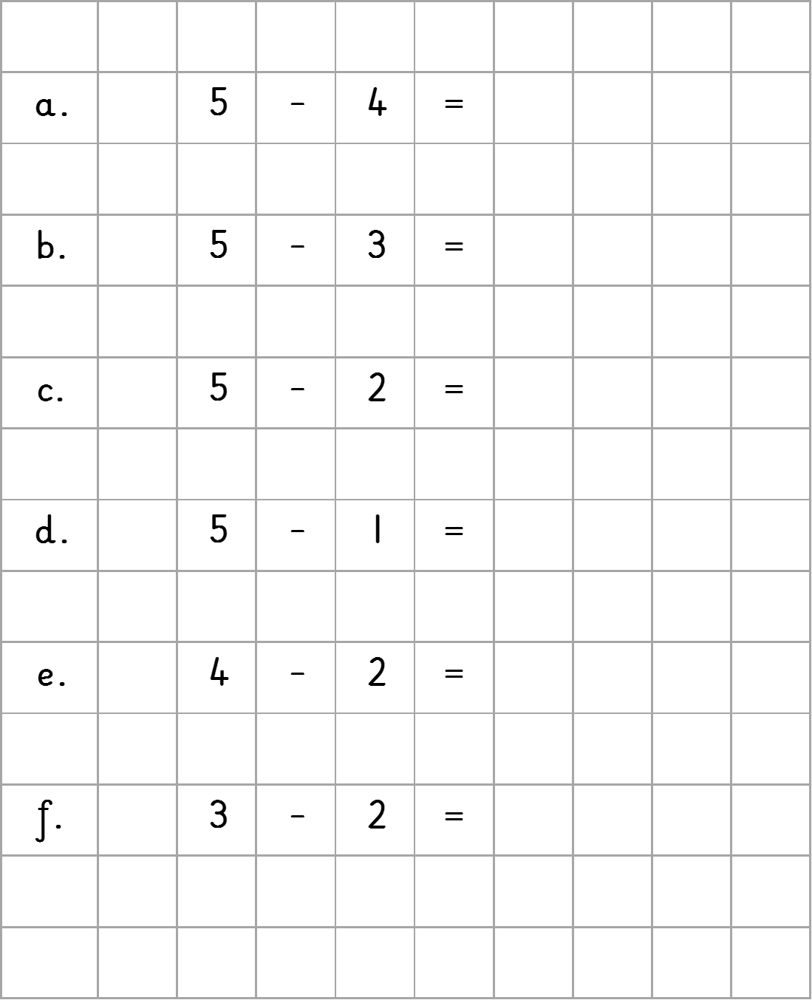 a. 5 - 4 =
b. 5 - 3 =
c. 5 - 2 =
d. 5 - 1 =
e. 4 - 2 =
f. 3 - 2 =